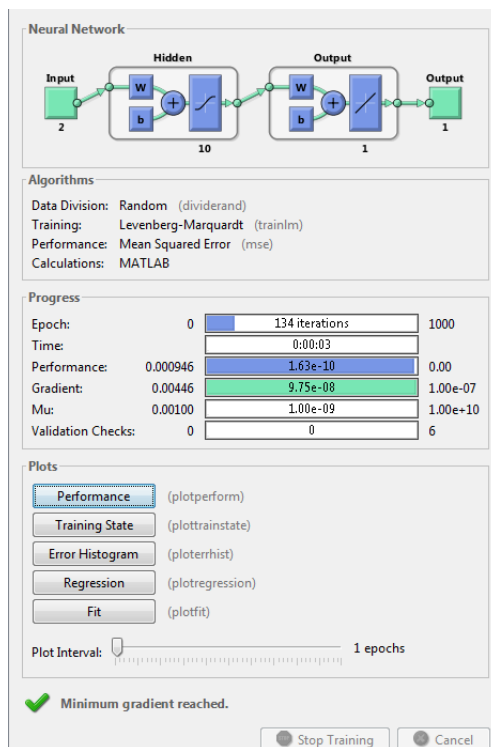 Neural Network
Hidden
Output
Input
W
b
+
W
b
+
Output
2
10
1
1
Algorithms
Data Division: Random (dividerand)
Training: Levenberg-Marquardt (trainlm)
Performance: Mean Squared Error (mse)
Calculations: MATLAB
Progress
Epoch: 0 134 iterations 1000
Time: 0:00:03
Performance: 0.000946 1.63e-10 0.00
Gradient: 0.00446 9.75e-08 1.00e-07
Mu: 0.00100 1.00e-09 1.00e+10
Validation Checks: 0 0 6
Plots
Performance (plotperform)
Training State (plottrainstate)
Error Histogram (ploterrhist)
Regression (plotregression)
Fit (plotfit)
Plot Interval: 1 epochs
Minimum gradient reached.
Stop Training Cancel